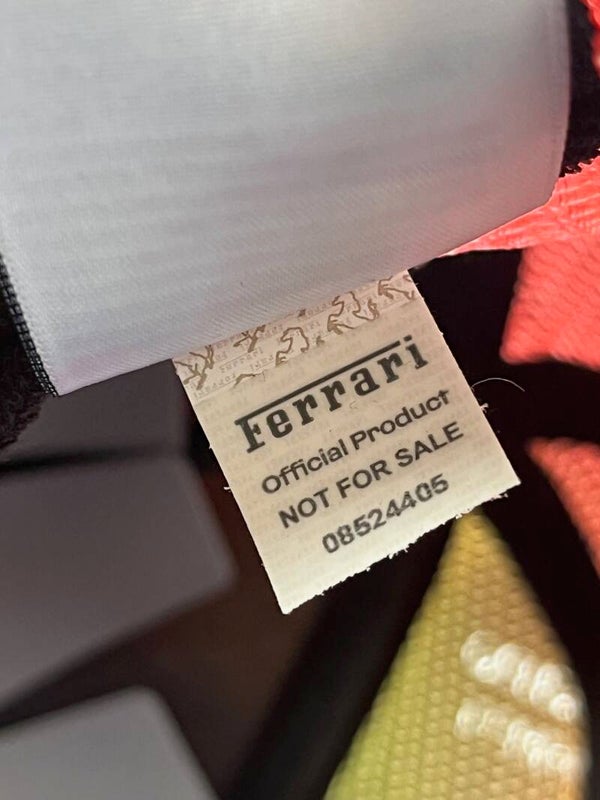 Ferrari
Official Product
NOT FOR SALE
08524405